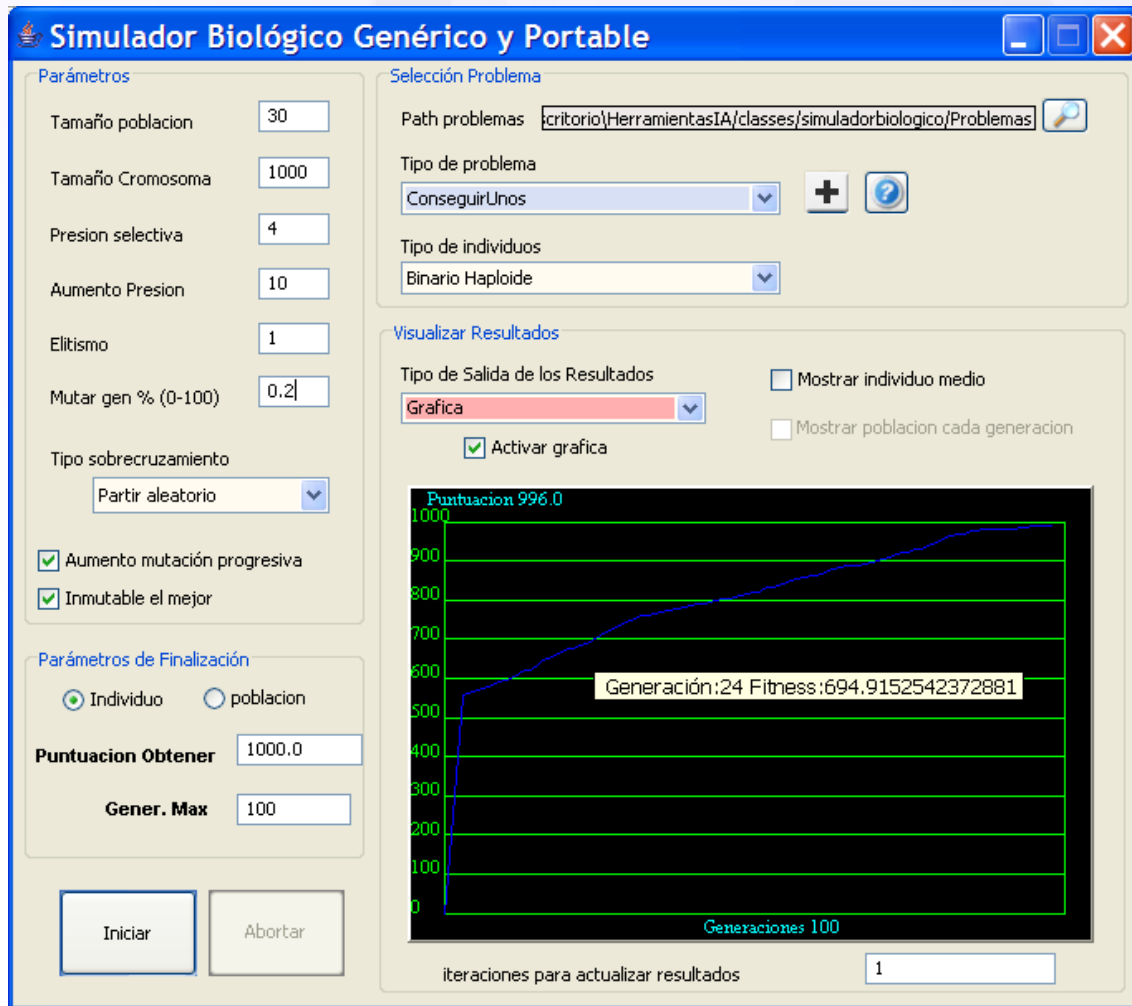 Simulador Biológico Genérico y Portable
Parámetros
Tamaño poblacion 30
Tamaño Cromosoma 1000
Presion selectiva 4
Aumento Presion 10
Elitismo 1
Mutar gen % (0-100) 0.2
Tipo sobrecruzamiento
Partir aleatorio
Aumento mutación progresiva
Inmutable el mejor
Parámetros de Finalización
Individuo poblacion
Puntuacion Obtener 1000.0
Gener. Max 100
Iniciar Abortar
Selección Problema
Path problemas critorio\HerramientasIA/classes/simuladorbiologico/Problemas
Tipo de problema
ConseguirUnos
Tipo de individuos
Binario Haploide
Visualizar Resultados
Tipo de Salida de los Resultados
Grafica
Activar grafica
Mostrar individuo medio
Mostrar poblacion cada generacion
Puntuacion 996.0
1000
900
800
700
600
Generación:24 Fitness:694.9152542372881
500
400
300
200
100
0
Generaciones 100
iteraciones para actualizar resultados 1